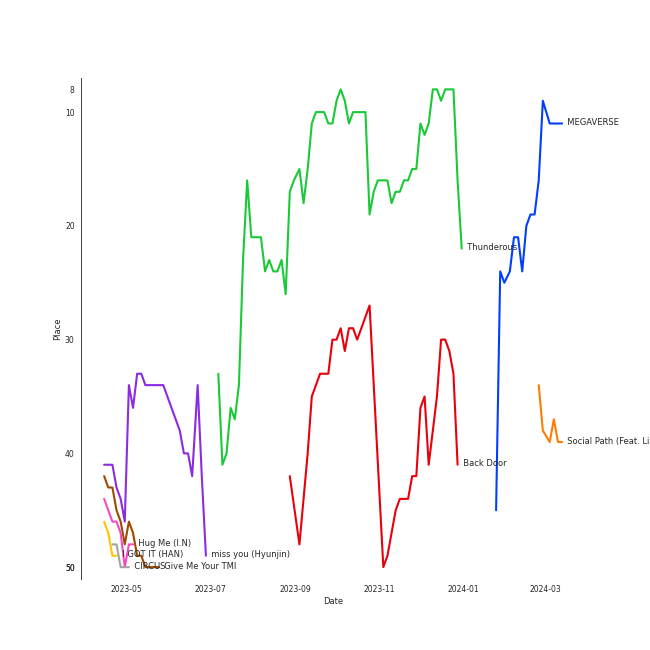 8
10
MEGAVERSE
20
Thunderous
Place
30
40
Social Path (Feat. Li
Back Door
Hug Me (I.N)
GOT IT (HAN)
miss you (Hyunjin)
50
CIRCUS
Give Me Your TMI
2023-05
2023-07
2023-09
2023-11
2024-01
2024-03
Date